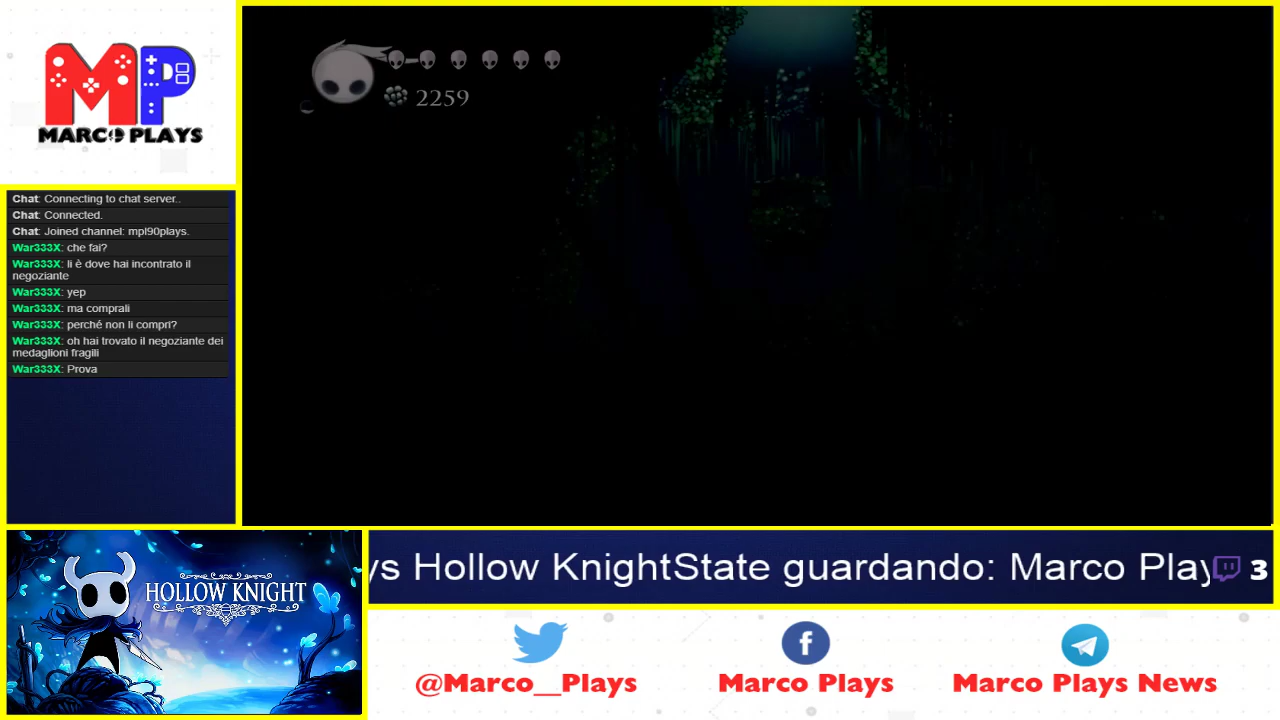 MP
MARCO PLAYS
2259
Chat: Connecting to chat server..
Chat: Connected.
Chat: Joined channel: mpl90plays.
War333X: che fai?
War333X: li è dove hai incontrato il
negoziante
War333X: yep
War333X: ma comprali
War333X: perché non li compri?
War333X: oh hai trovato il negoziante dei
medaglioni fragili
War333X: Prova
HOLLOW KNIGHT
ys Hollow KnightState guardando: Marco Play
3
@Marco__Plays
Marco Plays
Marco Plays News